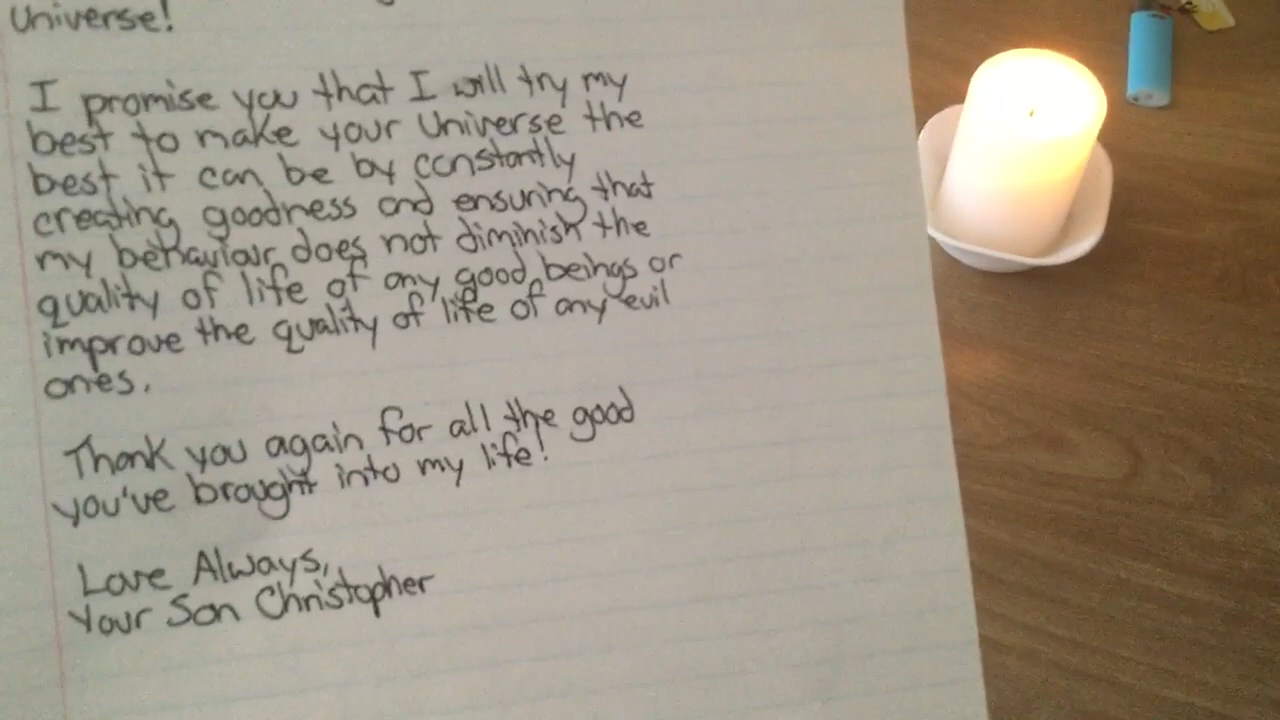 Universe!
I promise you that I will try my
best to make your Universe the
best it can be by constantly
creating goodness and ensuring that
my behaviour does not diminish the
quality of life of any good beings or
improve the quality of life of any evil
ones.
Thank you again for all the good
you've brought into my life!
Love Always,
Your Son Christopher